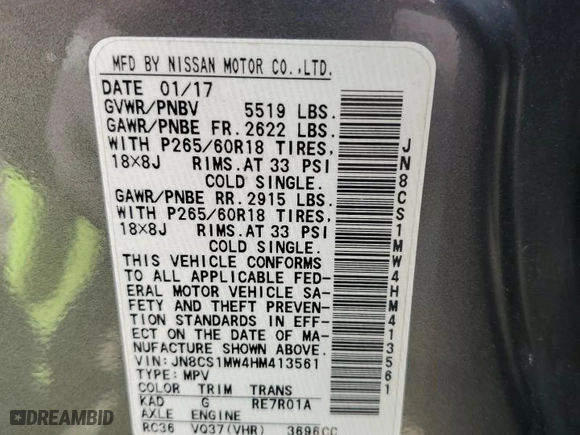 MFD BY NISSAN MOTOR CO.,LTD.
DATE 01/17
GVWR/PNBV 5519 LBS.
GAWR/PNBE FR.2622 LBS.
WITH P265/60R18 TIRES,
18×8J RIMS.AT 33 PSI
COLD SINGLE.
GAWR/PNBE RR.2915 LBS.
WITH P265/60R18 TIRES,
18×8J RIMS.AT 33 PSI
COLD SINGLE.
THIS VEHICLE CONFORMS
TO ALL APPLICABLE FED-
ERAL MOTOR VEHICLE SA-
FETY AND THEFT PREVEN-
TION STANDARDS IN EFF-
ECT ON THE DATE OF MA-
NUFACTURE SHOWN ABOVE.
VIN:JN8CS1MW4HM413561
TYPE:MPV
COLOR TRIM TRANS
KAD G RE7R01A
AXLE ENGINE
RC36 VQ37(VHR) 3696CC
JN8CS1MW4HM413561